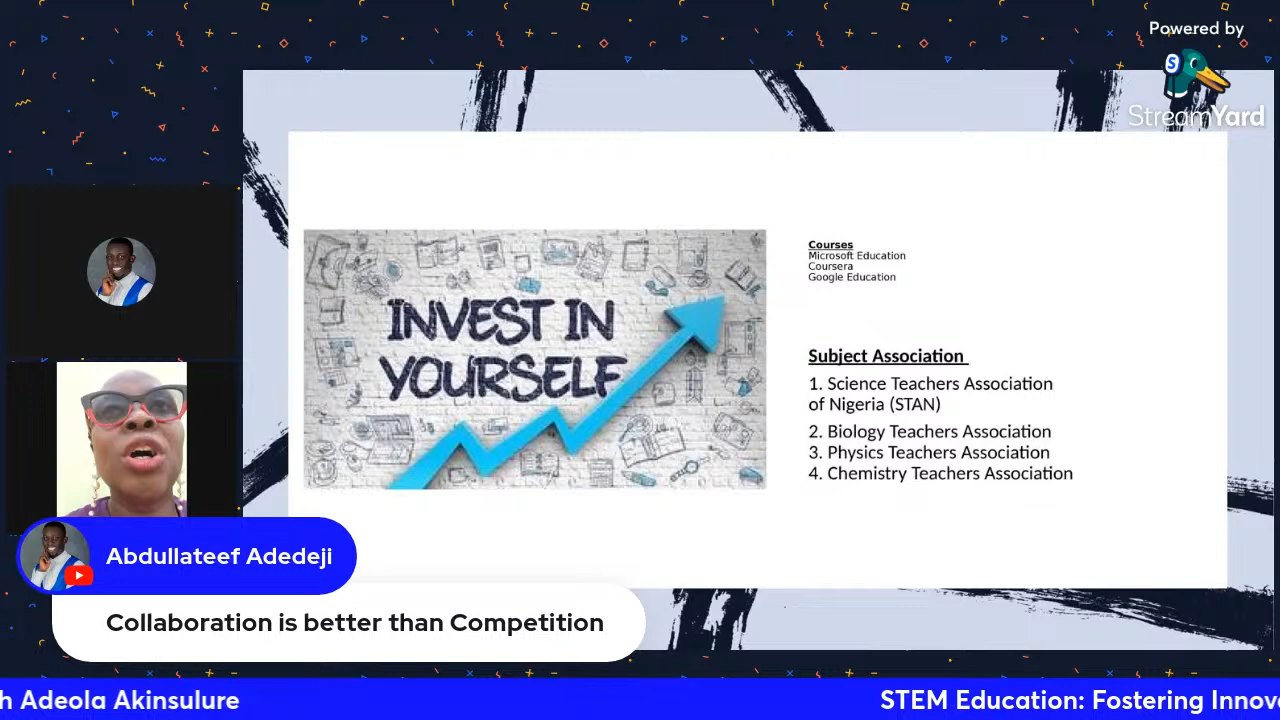 Powered by
StreamYard
INVEST IN
YOURSELF
Courses
Microsoft Education
Coursera
Google Education
Subject Association
1. Science Teachers Association
of Nigeria (STAN)
2. Biology Teachers Association
3. Physics Teachers Association
4. Chemistry Teachers Association
Abdullateef Adedeji
Collaboration is better than Competition
h Adeola Akinsulure
STEM Education: Fostering Innov